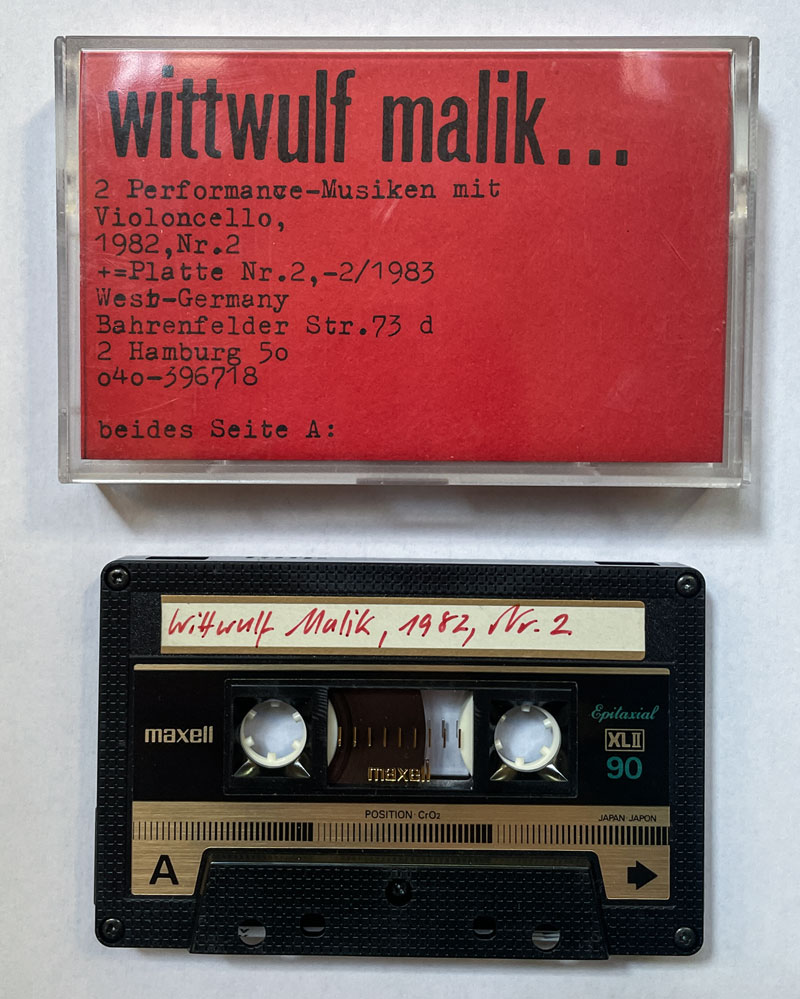 wittwulf malik...
2 Performance-Musiken mit
Violoncello,
1982,Nr.2
+=Platte Nr.2,-2/1983
West-Germany
Bahrenfelder Str.73 d
2 Hamburg 5o
o4o-396718
beides Seite A:
Wittwulf Malik, 1982, Nr. 2
maxell
maxell
Epitaxial
XLII
90
POSITION·CrO2
JAPAN·JAPON
A